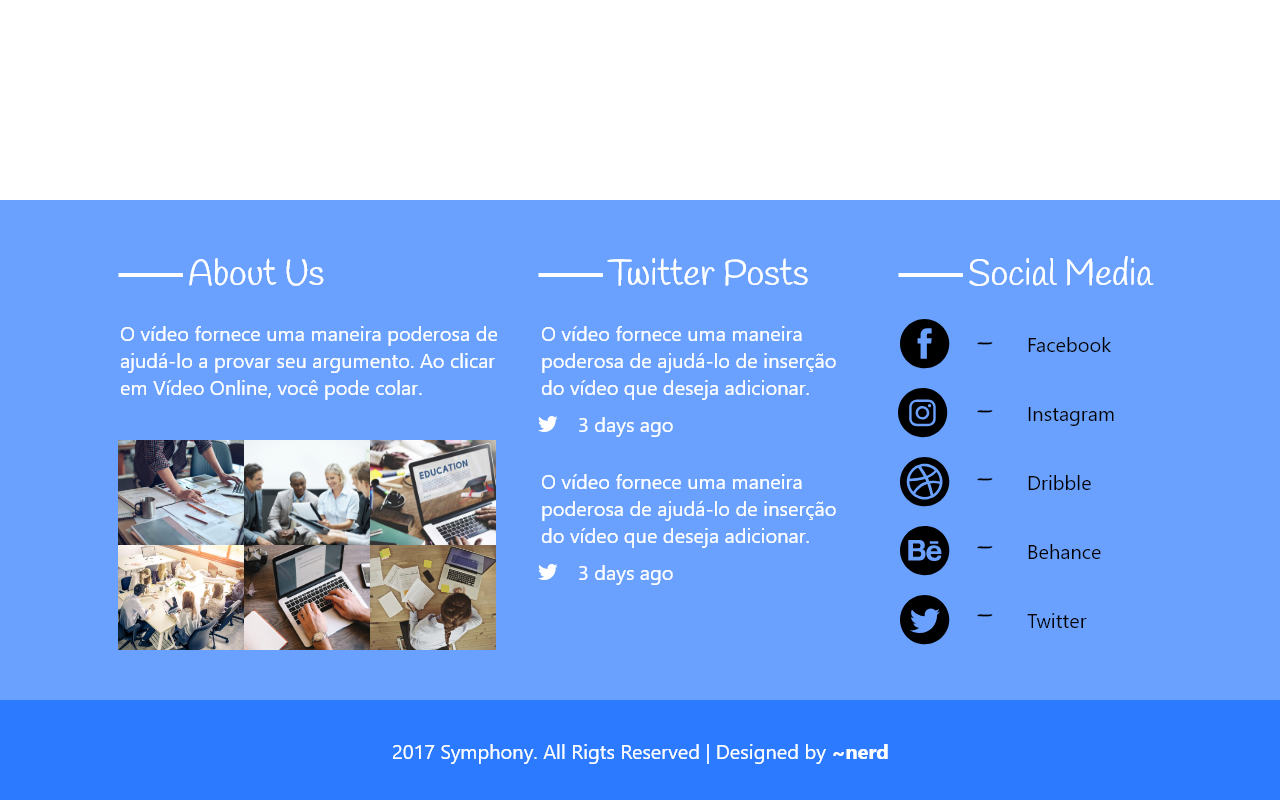 About Us
O vídeo fornece uma maneira poderosa de
ajudá-lo a provar seu argumento. Ao clicar
em Vídeo Online, você pode colar.
EDUCATION
Twitter Posts
O vídeo fornece uma maneira
poderosa de ajudá-lo de inserção
do vídeo que deseja adicionar.
3 days ago
O vídeo fornece uma maneira
poderosa de ajudá-lo de inserção
do vídeo que deseja adicionar.
3 days ago
Social Media
f – Facebook
– Instagram
– Dribble
Bē – Behance
– Twitter
2017 Symphony. All Rigts Reserved | Designed by ~nerd